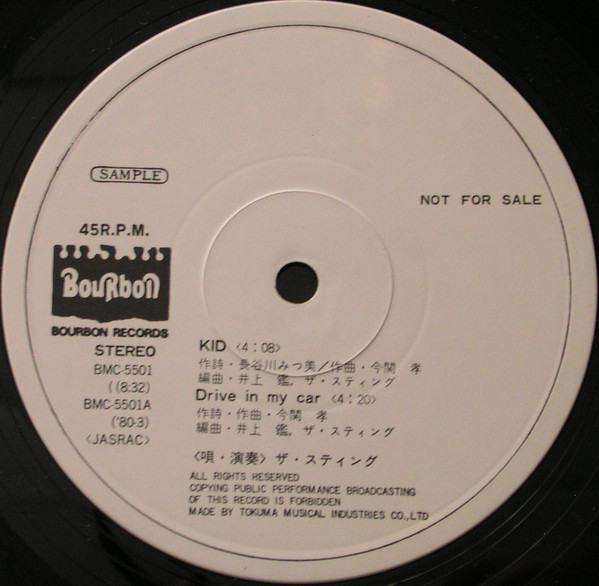 SAMPLE
NOT FOR SALE
45R.P.M.
BouRbon
BOURBON RECORDS
STEREO
BMC-5501
((8:32)
BMC-5501A
('80-3)
<JASRAC>
KID <4:08>
作詩・長谷川みつ美/作曲・今関 孝
編曲・井上 鑑, ザ・スティング
Drive in my car <4:20>
作詩・作曲・今関 孝
編曲・井上 鑑, ザ・スティング
〈唄・演奏〉ザ・スティング
ALL RIGHTS RESERVED
COPYING PUBLIC PERFORMANCE BROADCASTING
OF THIS RECORD IS FORBIDDEN
MADE BY TOKUMA MUSICAL INDUSTRIES CO.,LTD